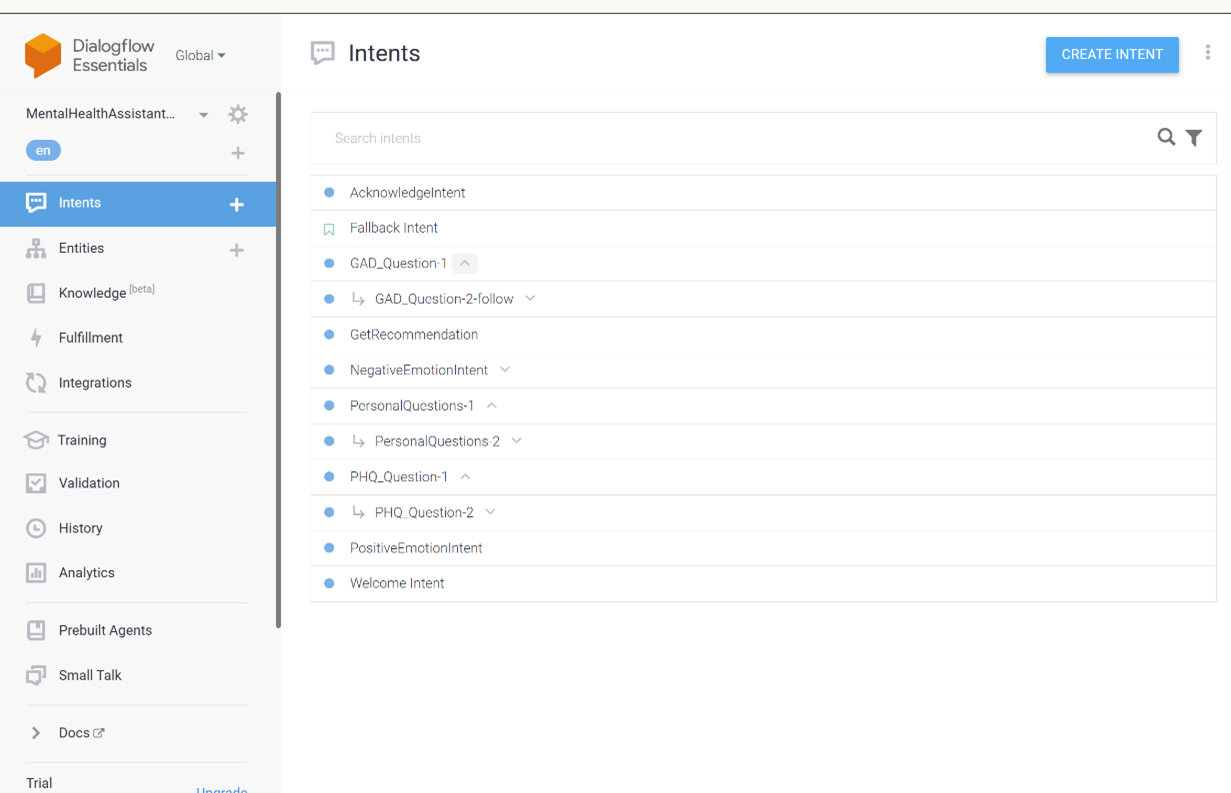 Dialogflow
Essentials
Global
MentalHealthAssistant...
en
Intents
Entities
Knowledge [beta]
Fulfillment
Integrations
Training
Validation
History
Analytics
Prebuilt Agents
Small Talk
Docs
Trial
Upgrade
Intents
CREATE INTENT
Search intents
AcknowledgeIntent
Fallback Intent
GAD_Question-1
GAD_Question-2-follow
GetRecommendation
NegativeEmotionIntent
PersonalQuestions-1
PersonalQuestions-2
PHQ_Question-1
PHQ_Question-2
PositiveEmotionIntent
Welcome Intent